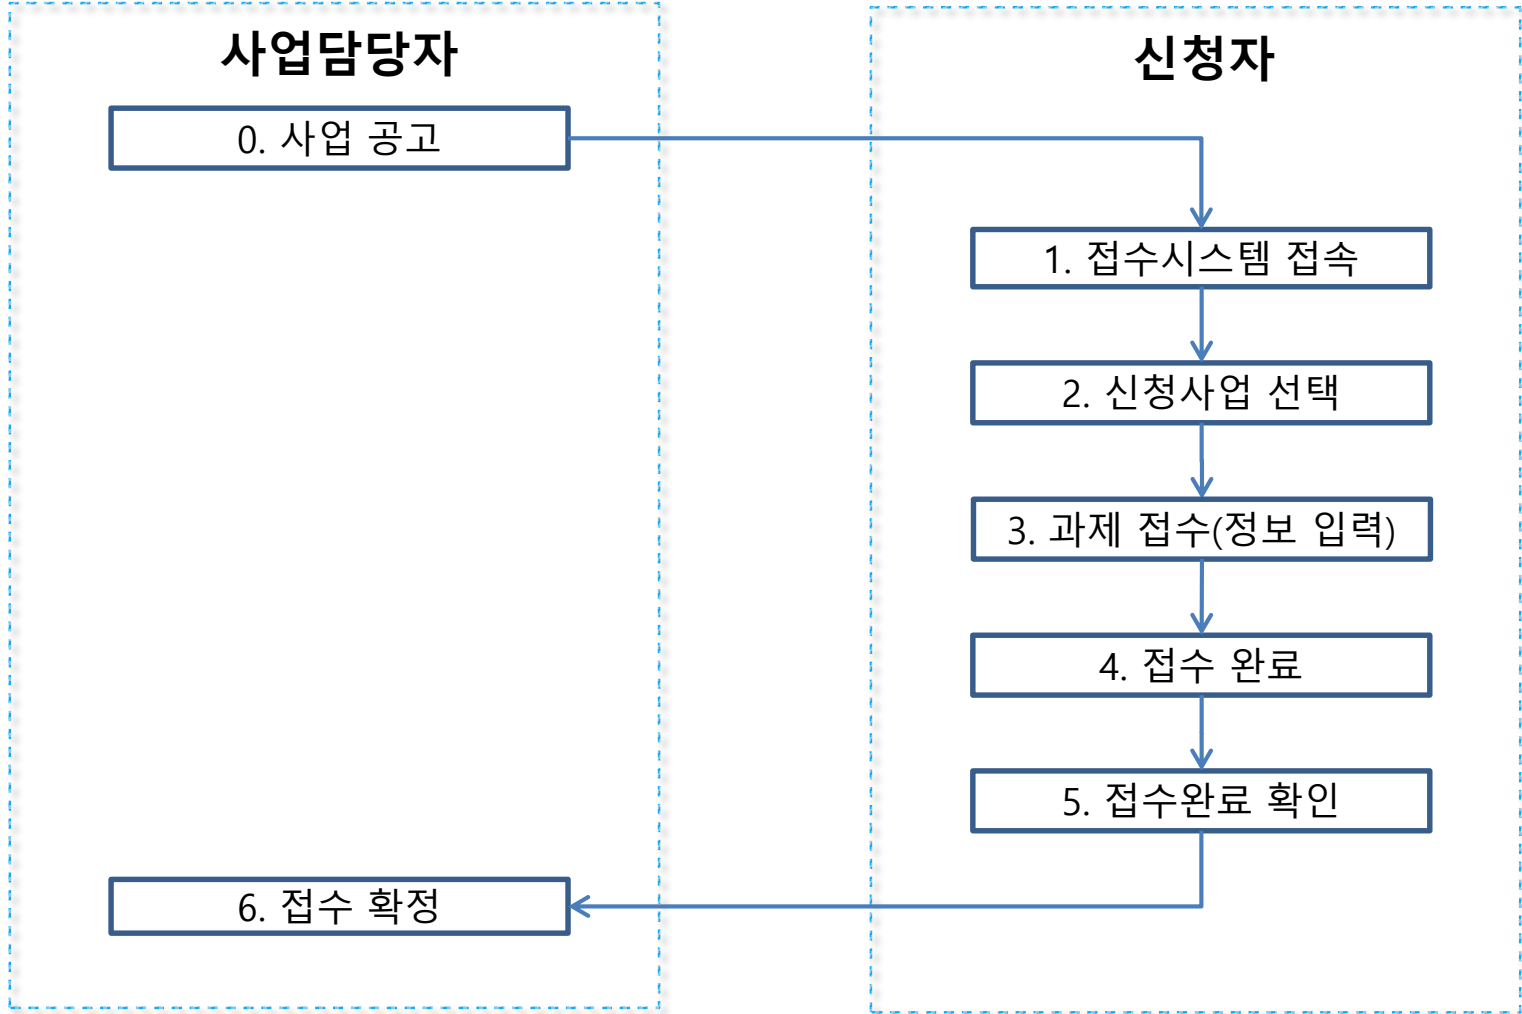 사업담당자
신청자
0. 사업 공고
1. 접수시스템 접속
2. 신청사업 선택
3. 과제 접수(정보 입력)
4. 접수 완료
5. 접수완료 확인
6. 접수 확정